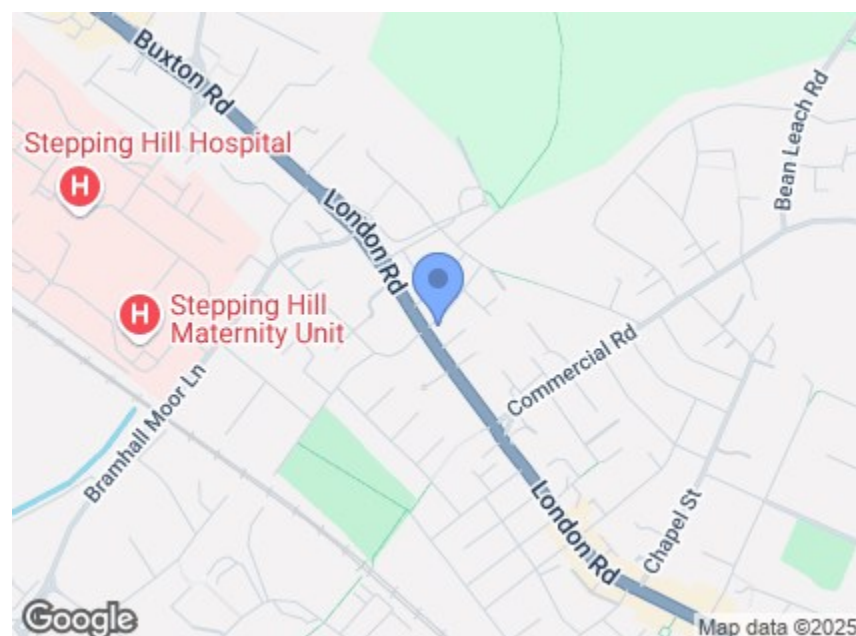 Buxton Rd
Stepping Hill Hospital
H
London Rd
Bean Leach Rd
H
Stepping Hill
Maternity Unit
Commercial Rd
Bramhall Moor Ln
London Rd
Chapel St
Google
Map data ©2025